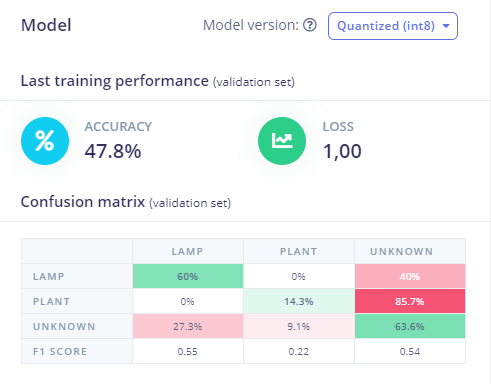 Model
Model version: ? Quantized (int8)
Last training performance (validation set)
%
ACCURACY
47.8%
LOSS
1,00
Confusion matrix (validation set)
LAMP PLANT UNKNOWN
LAMP 60% 0% 40%
PLANT 0% 14.3% 85.7%
UNKNOWN 27.3% 9.1% 63.6%
F1 SCORE 0.55 0.22 0.54